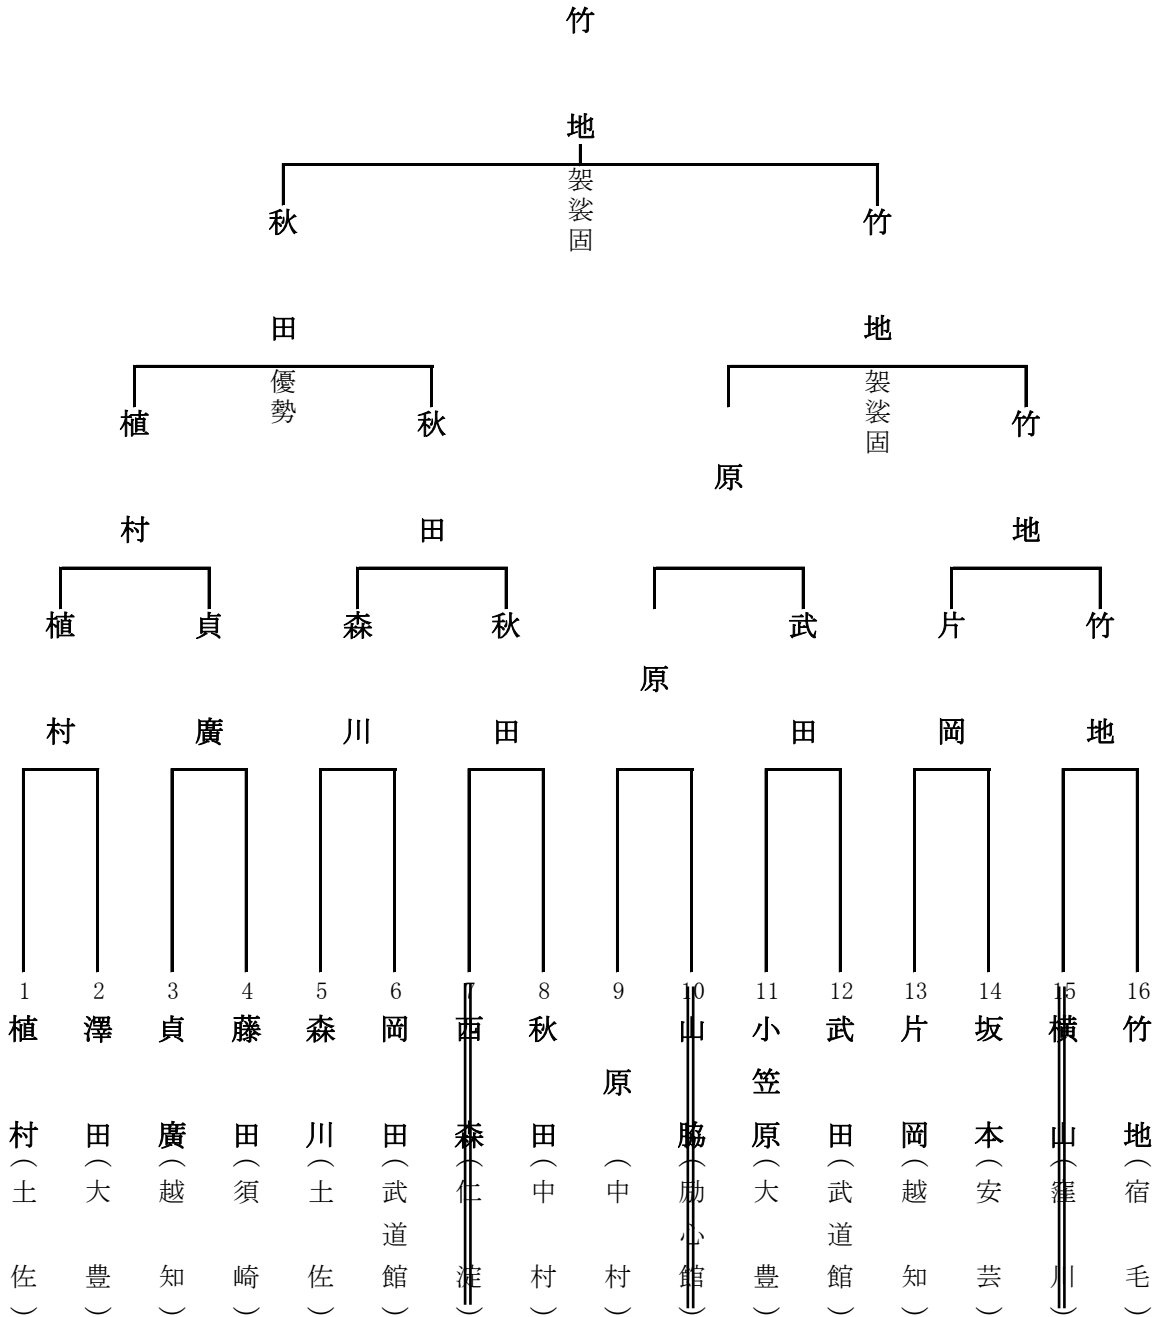 竹地
袈裟固
秋田
竹地
優勢
袈裟固
植村
秋田
原
竹地
植村
貞廣
森川
秋田
原
武田
片岡
竹地
1 植村（土佐）
2 澤田（大豊）
3 貞廣（越知）
4 藤田（須崎）
5 森川（土佐）
6 岡田（武道館）
7 西森（仁淀）
8 秋田（中村）
9 原（中村）
10 山脇（励心館）
11 小笠原（大豊）
12 武田（武道館）
13 片岡（越知）
14 坂本（安芸）
15 横山（窪川）
16 竹地（宿毛）